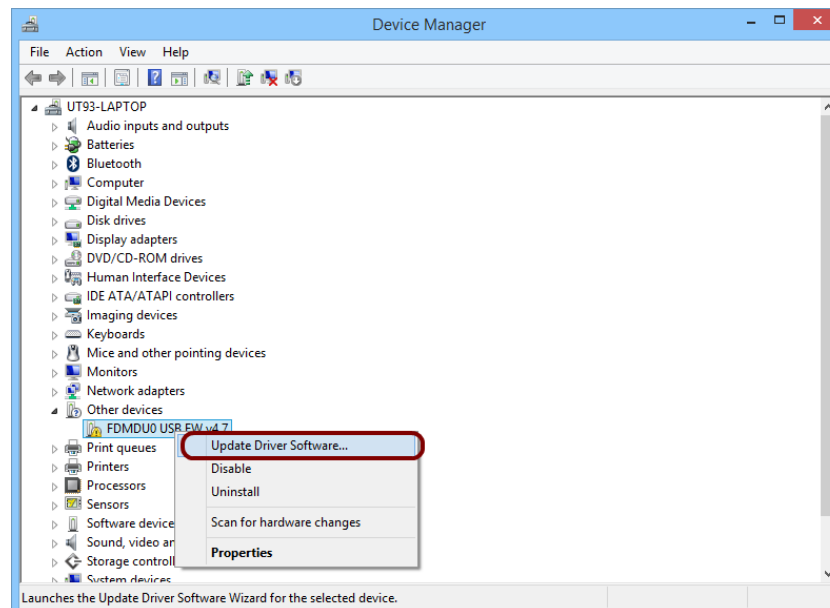 Device Manager
File Action View Help
UT93-LAPTOP
Audio inputs and outputs
Batteries
Bluetooth
Computer
Digital Media Devices
Disk drives
Display adapters
DVD/CD-ROM drives
Human Interface Devices
IDE ATA/ATAPI controllers
Imaging devices
Keyboards
Mice and other pointing devices
Monitors
Network adapters
Other devices
FDMDU0 USB FW v4.7
Update Driver Software...
Print queues
Disable
Printers
Uninstall
Processors
Sensors
Scan for hardware changes
Software device
Sound, video an
Properties
Storage controll
System devices
Launches the Update Driver Software Wizard for the selected device.